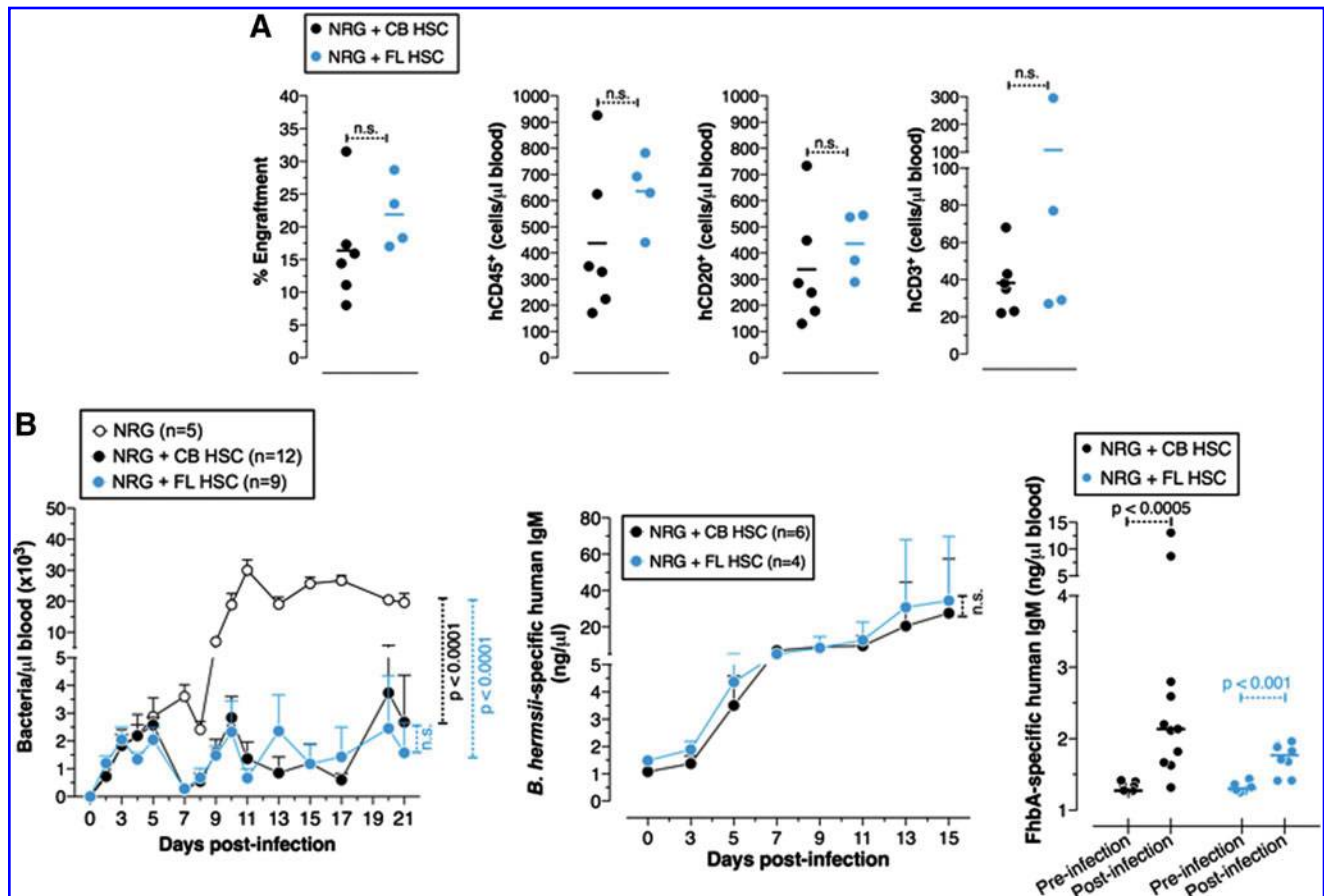 A
NRG + CB HSC
NRG + FL HSC
% Engraftment
40
35
30
25
20
15
10
5
0
n.s.
hCD45+ (cells/μl blood)
1000
900
800
700
600
500
400
300
200
100
0
n.s.
hCD20+ (cells/μl blood)
1000
900
800
700
600
500
400
300
200
100
0
n.s.
hCD3+ (cells/μl blood)
300
200
100
100
80
60
40
20
0
n.s.
B
NRG (n=5)
NRG + CB HSC (n=12)
NRG + FL HSC (n=9)
Bacteria/μl blood (x10³)
50
40
30
20
10
5
4
3
2
1
0
0 3 5 7 9 11 13 15 17 19 21
Days post-infection
n.s.
p < 0.0001
p < 0.0001
B. hermsii-specific human IgM
(ng/μl)
80
60
40
20
5
4
3
2
1
0
NRG + CB HSC (n=6)
NRG + FL HSC (n=4)
n.s.
0 3 5 7 9 11 13 15
Days post-infection
NRG + CB HSC
NRG + FL HSC
FhbA-specific human IgM (ng/μl blood)
p < 0.0005
15
10
5
4
3
2
1
p < 0.001
Pre-infection
Post-infection
Pre-infection
Post-infection